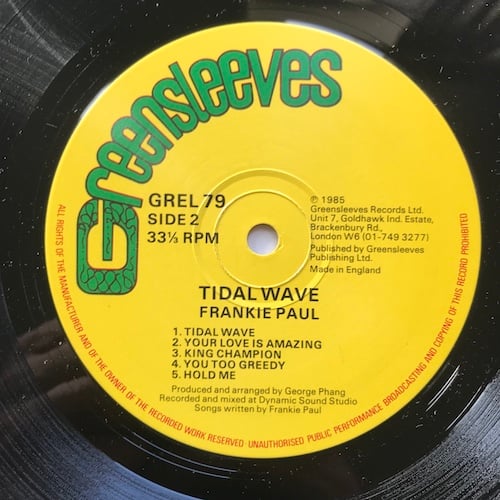 Greensleeves
GREL 79
SIDE 2
33⅓ RPM
℗ 1985
Greensleeves Records Ltd.
Unit 7, Goldhawk Ind. Estate,
Brackenbury Rd.,
London W6 (01-749 3277)
Published by Greensleeves
Publishing Ltd.
Made in England
TIDAL WAVE
FRANKIE PAUL
1. TIDAL WAVE
2. YOUR LOVE IS AMAZING
3. KING CHAMPION
4. YOU TOO GREEDY
5. HOLD ME
Produced and arranged by George Phang
Recorded and mixed at Dynamic Sound Studio
Songs written by Frankie Paul
ALL RIGHTS OF THE MANUFACTURER AND OF THE OWNER OF THE RECORDED WORK RESERVED · UNAUTHORISED PUBLIC PERFORMANCE BROADCASTING AND COPYING OF THIS RECORD PROHIBITED